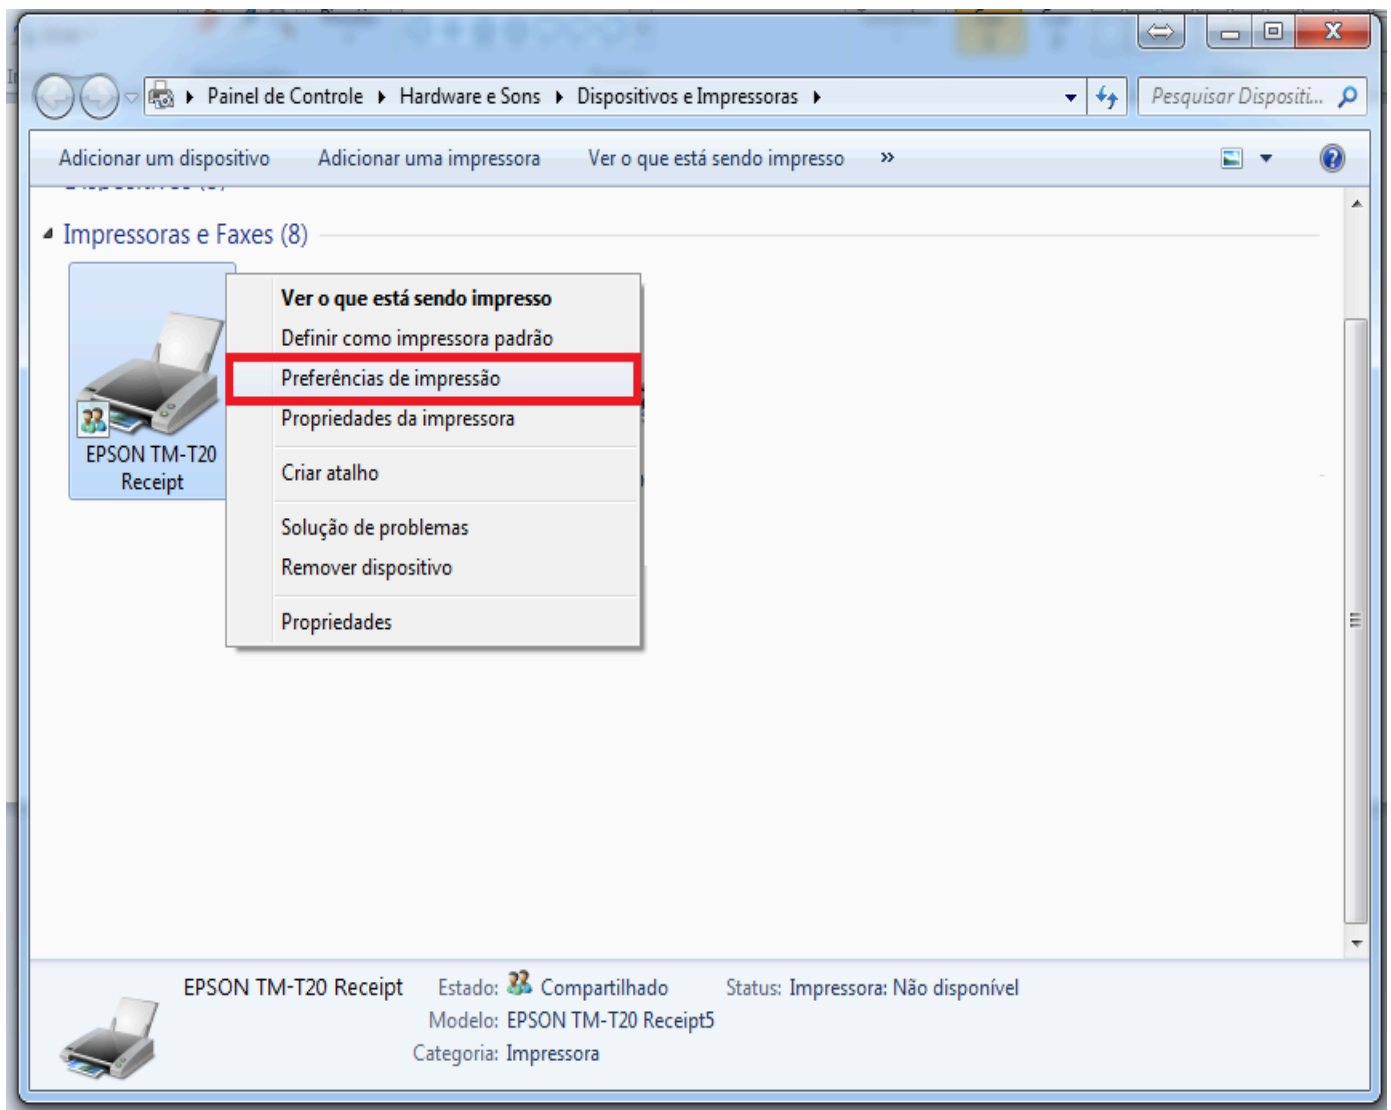 Painel de Controle Hardware e Sons Dispositivos e Impressoras
Pesquisar Dispositi...
Adicionar um dispositivo Adicionar uma impressora Ver o que está sendo impresso »
Impressoras e Faxes (8)
EPSON TM-T20
Receipt
Ver o que está sendo impresso
Definir como impressora padrão
Preferências de impressão
Propriedades da impressora
Criar atalho
Solução de problemas
Remover dispositivo
Propriedades
EPSON TM-T20 Receipt Estado: Compartilhado Status: Impressora: Não disponível
Modelo: EPSON TM-T20 Receipt5
Categoria: Impressora